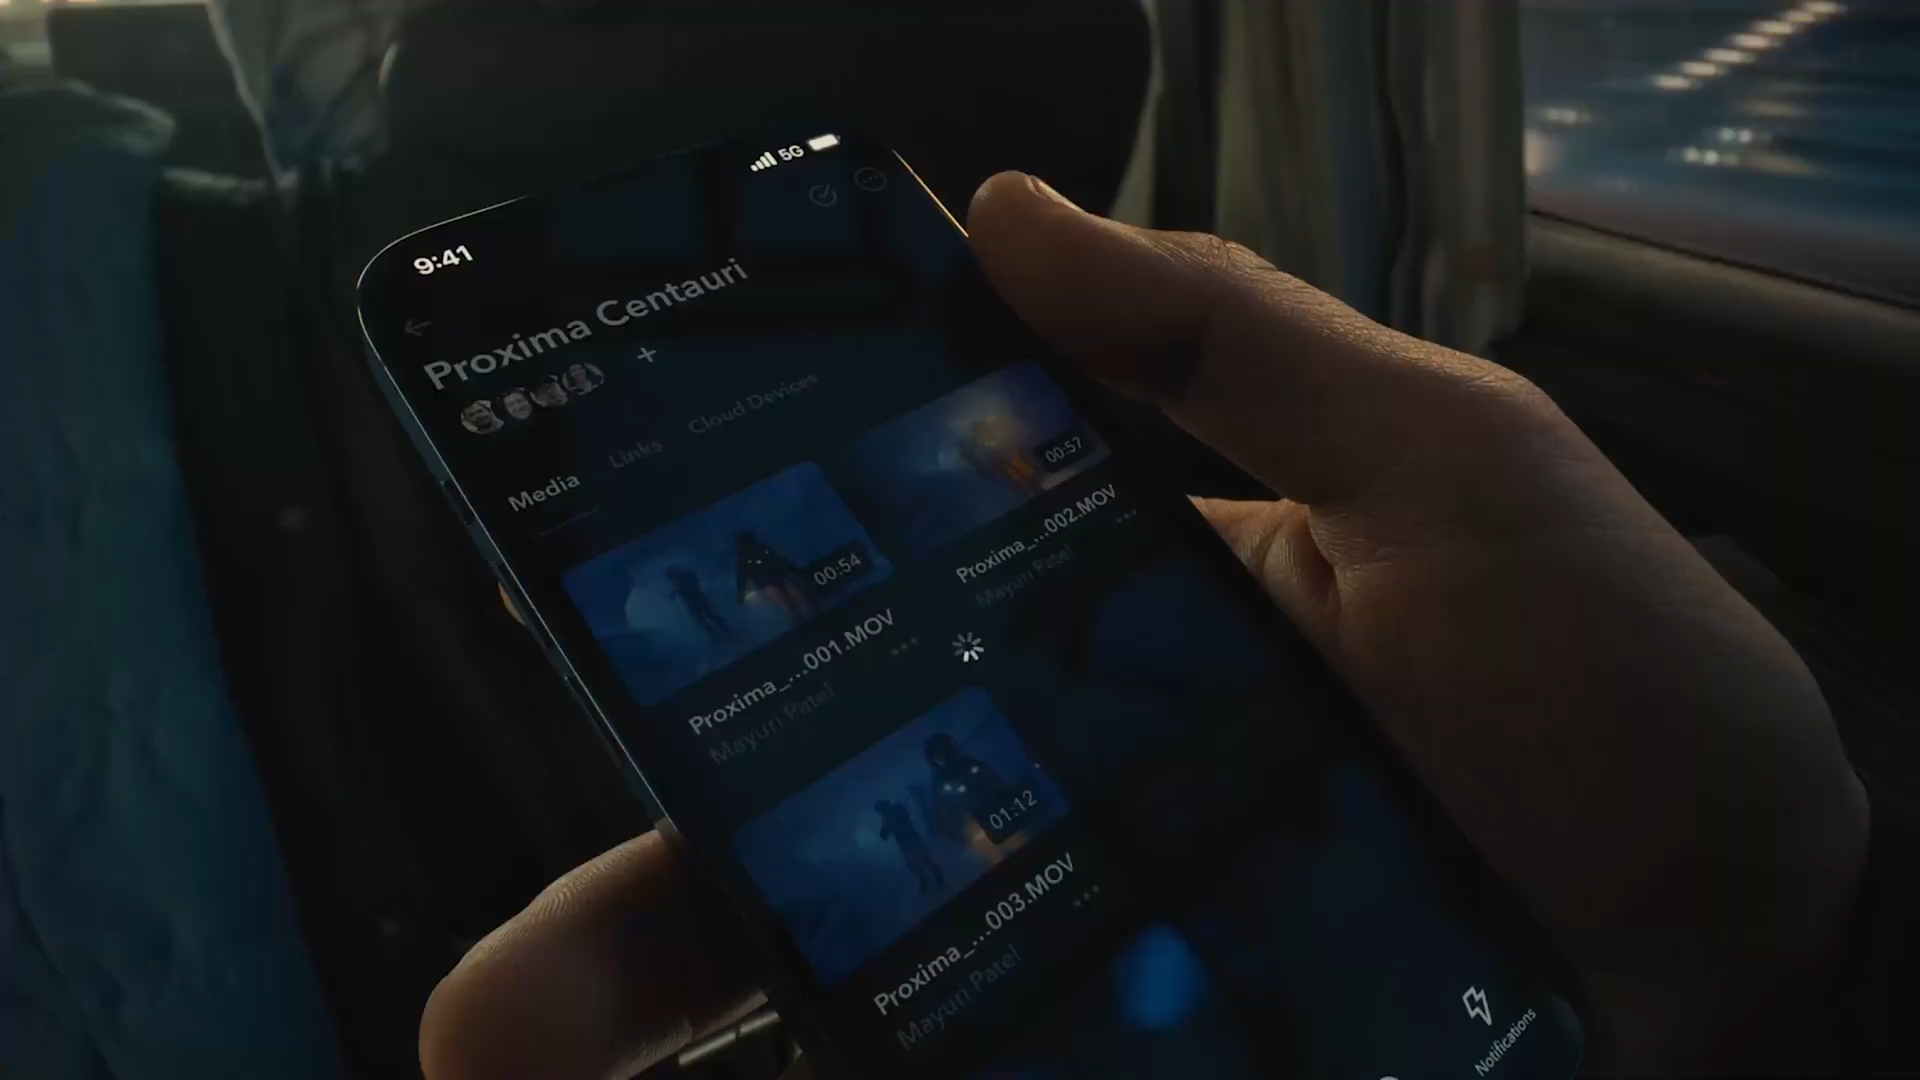 9:41
5G
Proxima Centauri
+
Media
Links
Cloud Devices
00:54
Proxima_...001.MOV
Mayuri Patel
00:57
Proxima_...002.MOV
Mayuri Patel
01:12
Proxima_...003.MOV
Mayuri Patel
Notifications